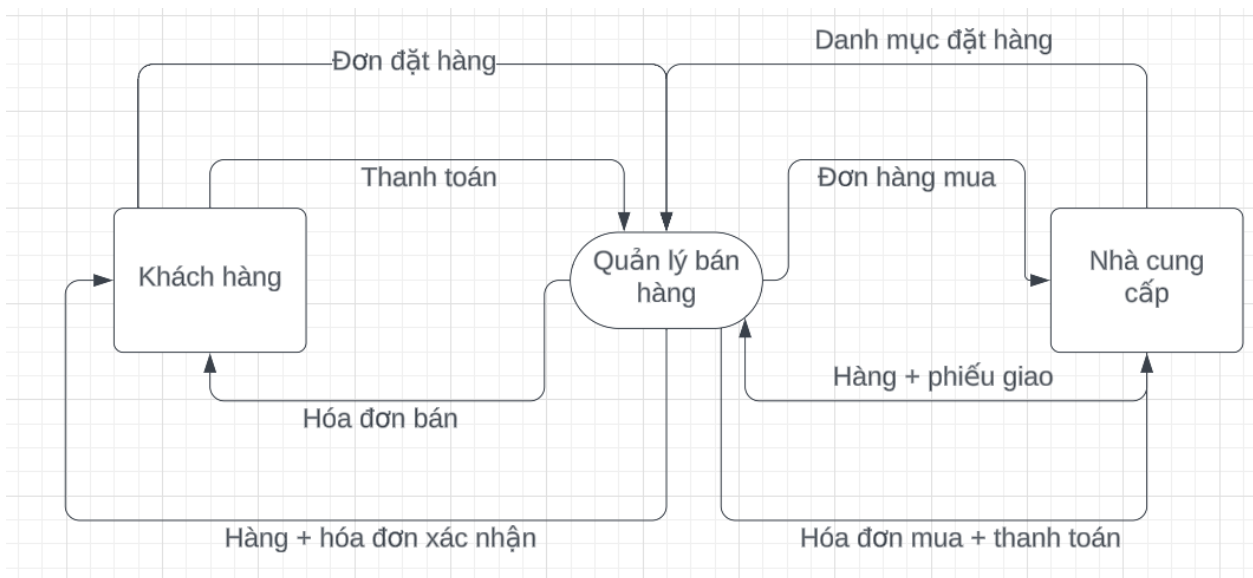 Danh mục đặt hàng
Đơn đặt hàng
Thanh toán
Đơn hàng mua
Khách hàng
Quản lý bán
hàng
Nhà cung
cấp
Hàng + phiếu giao
Hóa đơn bán
Hàng + hóa đơn xác nhận
Hóa đơn mua + thanh toán